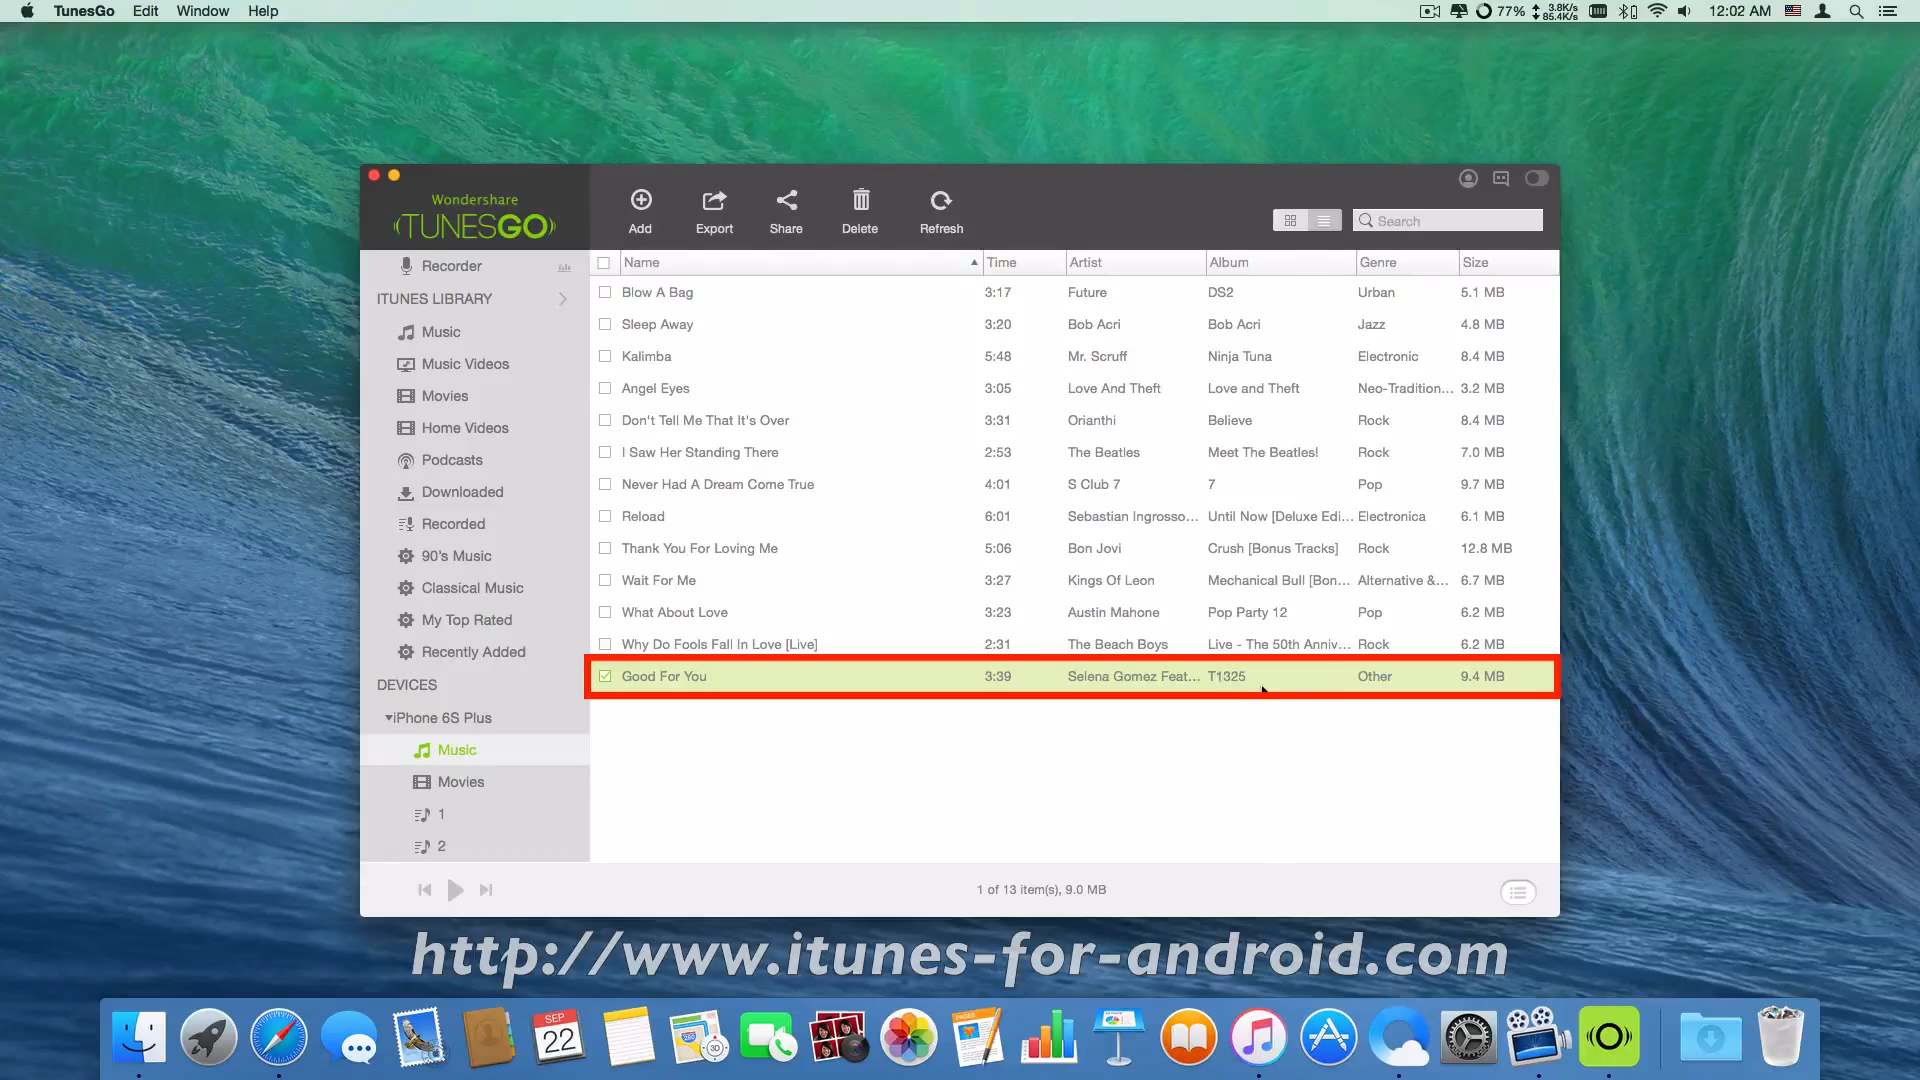 TunesGo Edit Window Help 77% 3.8K/s 85.4K/s 12:02 AM
Wondershare
TUNESGO
Add Export Share Delete Refresh Search
Recorder
ITUNES LIBRARY
Music
Music Videos
Movies
Home Videos
Podcasts
Downloaded
Recorded
90's Music
Classical Music
My Top Rated
Recently Added
DEVICES
iPhone 6S Plus
Music
Movies
1
2
Name Time Artist Album Genre Size
Blow A Bag 3:17 Future DS2 Urban 5.1 MB
Sleep Away 3:20 Bob Acri Bob Acri Jazz 4.8 MB
Kalimba 5:48 Mr. Scruff Ninja Tuna Electronic 8.4 MB
Angel Eyes 3:05 Love And Theft Love and Theft Neo-Tradition... 3.2 MB
Don't Tell Me That It's Over 3:31 Orianthi Believe Rock 8.4 MB
I Saw Her Standing There 2:53 The Beatles Meet The Beatles! Rock 7.0 MB
Never Had A Dream Come True 4:01 S Club 7 7 Pop 9.7 MB
Reload 6:01 Sebastian Ingrosso... Until Now [Deluxe Edi... Electronica 6.1 MB
Thank You For Loving Me 5:06 Bon Jovi Crush [Bonus Tracks] Rock 12.8 MB
Wait For Me 3:27 Kings Of Leon Mechanical Bull [Bon... Alternative &... 6.7 MB
What About Love 3:23 Austin Mahone Pop Party 12 Pop 6.2 MB
Why Do Fools Fall In Love [Live] 2:31 The Beach Boys Live - The 50th Anniv... Rock 6.2 MB
Good For You 3:39 Selena Gomez Feat... T1325 Other 9.4 MB
1 of 13 item(s), 9.0 MB
http://www.itunes-for-android.com
SEP
22
PAGES
280
3D